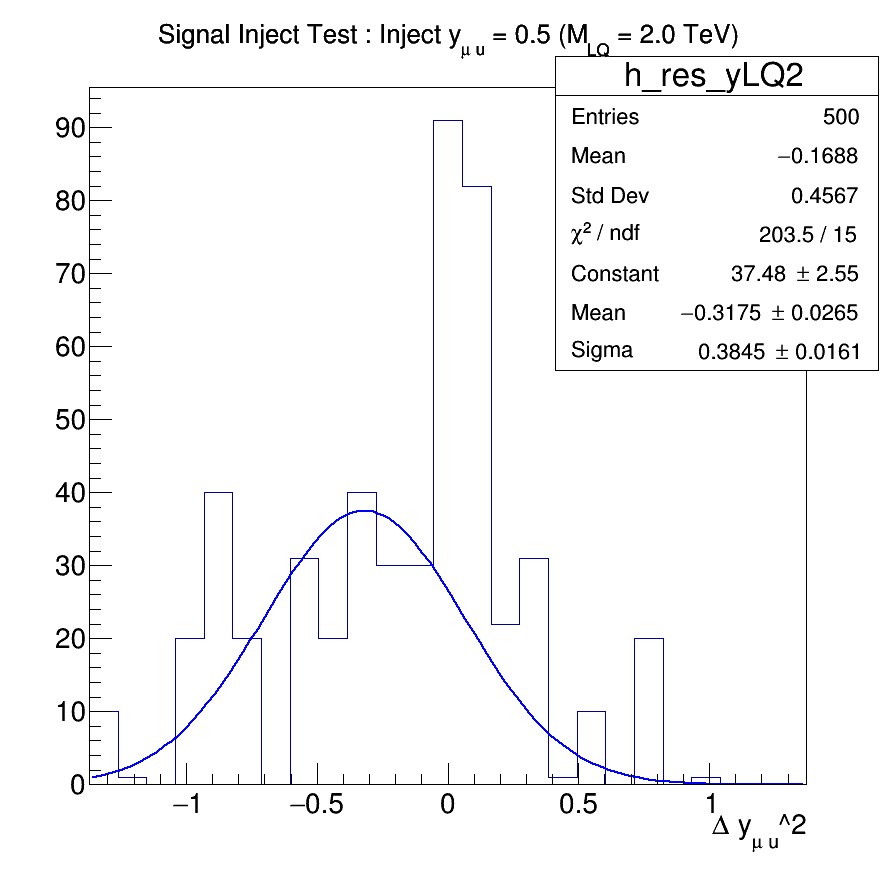 Signal Inject Test : Inject y_μ u = 0.5 (M_LQ = 2.0 TeV)
h_res_yLQ2
Entries 500
Mean −0.1688
Std Dev 0.4567
χ² / ndf 203.5 / 15
Constant 37.48 ± 2.55
Mean −0.3175 ± 0.0265
Sigma 0.3845 ± 0.0161
90
80
70
60
50
40
30
20
10
0
−1 −0.5 0 0.5 1
Δ y_μ u^2